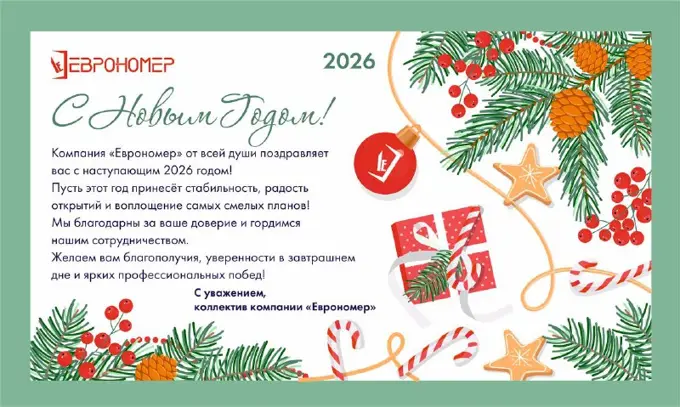 ЕВРОНОМЕР
2026
С Новым Годом!
Компания «Еврономер» от всей души поздравляет
вас с наступающим 2026 годом!
Пусть этот год принесёт стабильность, радость
открытий и воплощение самых смелых планов!
Мы благодарны за ваше доверие и гордимся
нашим сотрудничеством.
Желаем вам благополучия, уверенности в завтрашнем
дне и ярких профессиональных побед!
С уважением,
коллектив компании «Еврономер»